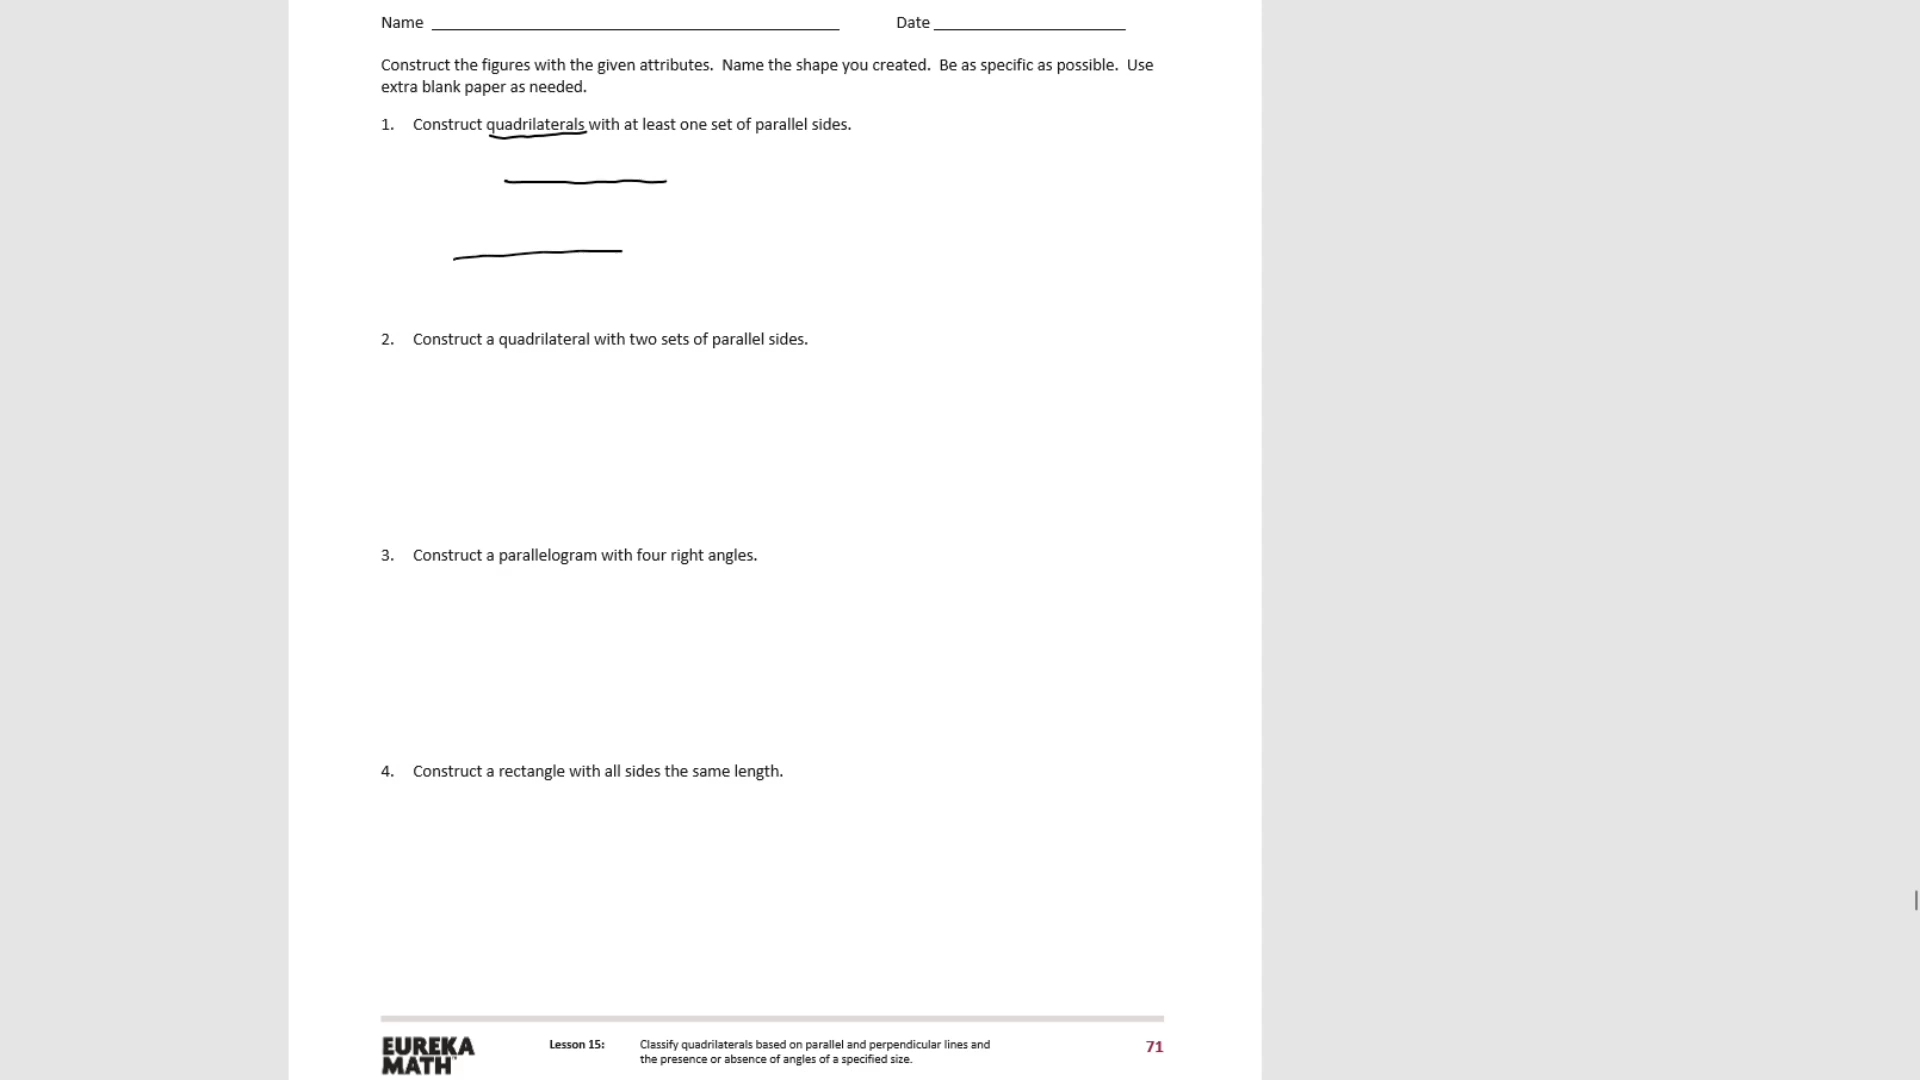 Name Date
Construct the figures with the given attributes. Name the shape you created. Be as specific as possible. Use
extra blank paper as needed.
1. Construct quadrilaterals with at least one set of parallel sides.
2. Construct a quadrilateral with two sets of parallel sides.
3. Construct a parallelogram with four right angles.
4. Construct a rectangle with all sides the same length.
EUREKA
MATH™
Lesson 15: Classify quadrilaterals based on parallel and perpendicular lines and
the presence or absence of angles of a specified size.
71